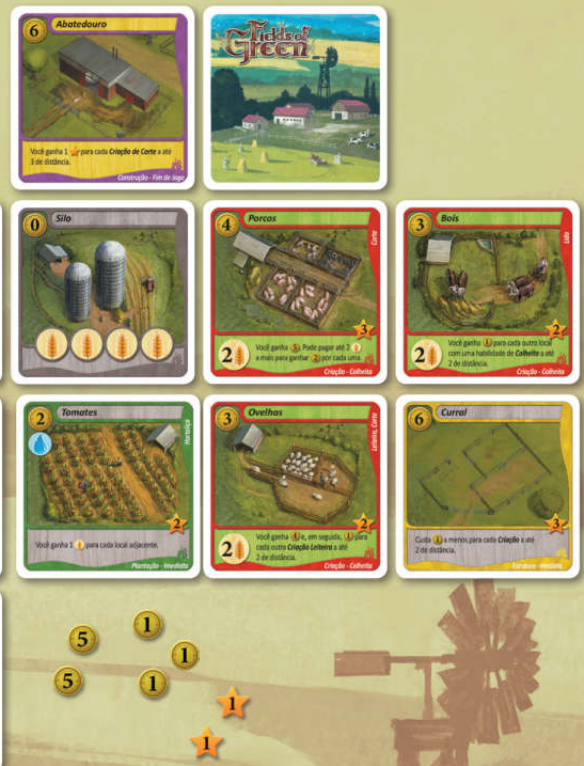 6 Abatedouro
Você ganha 1 para cada Criação de Corte a até
3 de distância.
Construção - Fim de Jogo
Fields of
Green
0 Silo
4 Porcos
Corte
3
2
Você ganha 5. Pode pagar até 2
a mais para ganhar 2 por cada uma.
Criação - Colheita
3 Bois
Lida
2
2
Você ganha 1 para cada outro local
com uma habilidade de Colheita a até
2 de distância.
Criação - Colheita
2 Tomates
Hortaliça
2
Você ganha 1 para cada local adjacente.
Plantação - Imediata
3 Ovelhas
Leiteira, Corte
2
2
Você ganha 4 e, em seguida, 1 para
cada outro Criação Leiteira a até
2 de distância.
Criação - Colheita
6 Curral
3
Custa 1 a menos para cada Criação a até
2 de distância.
5
1
1
5
1
1
1